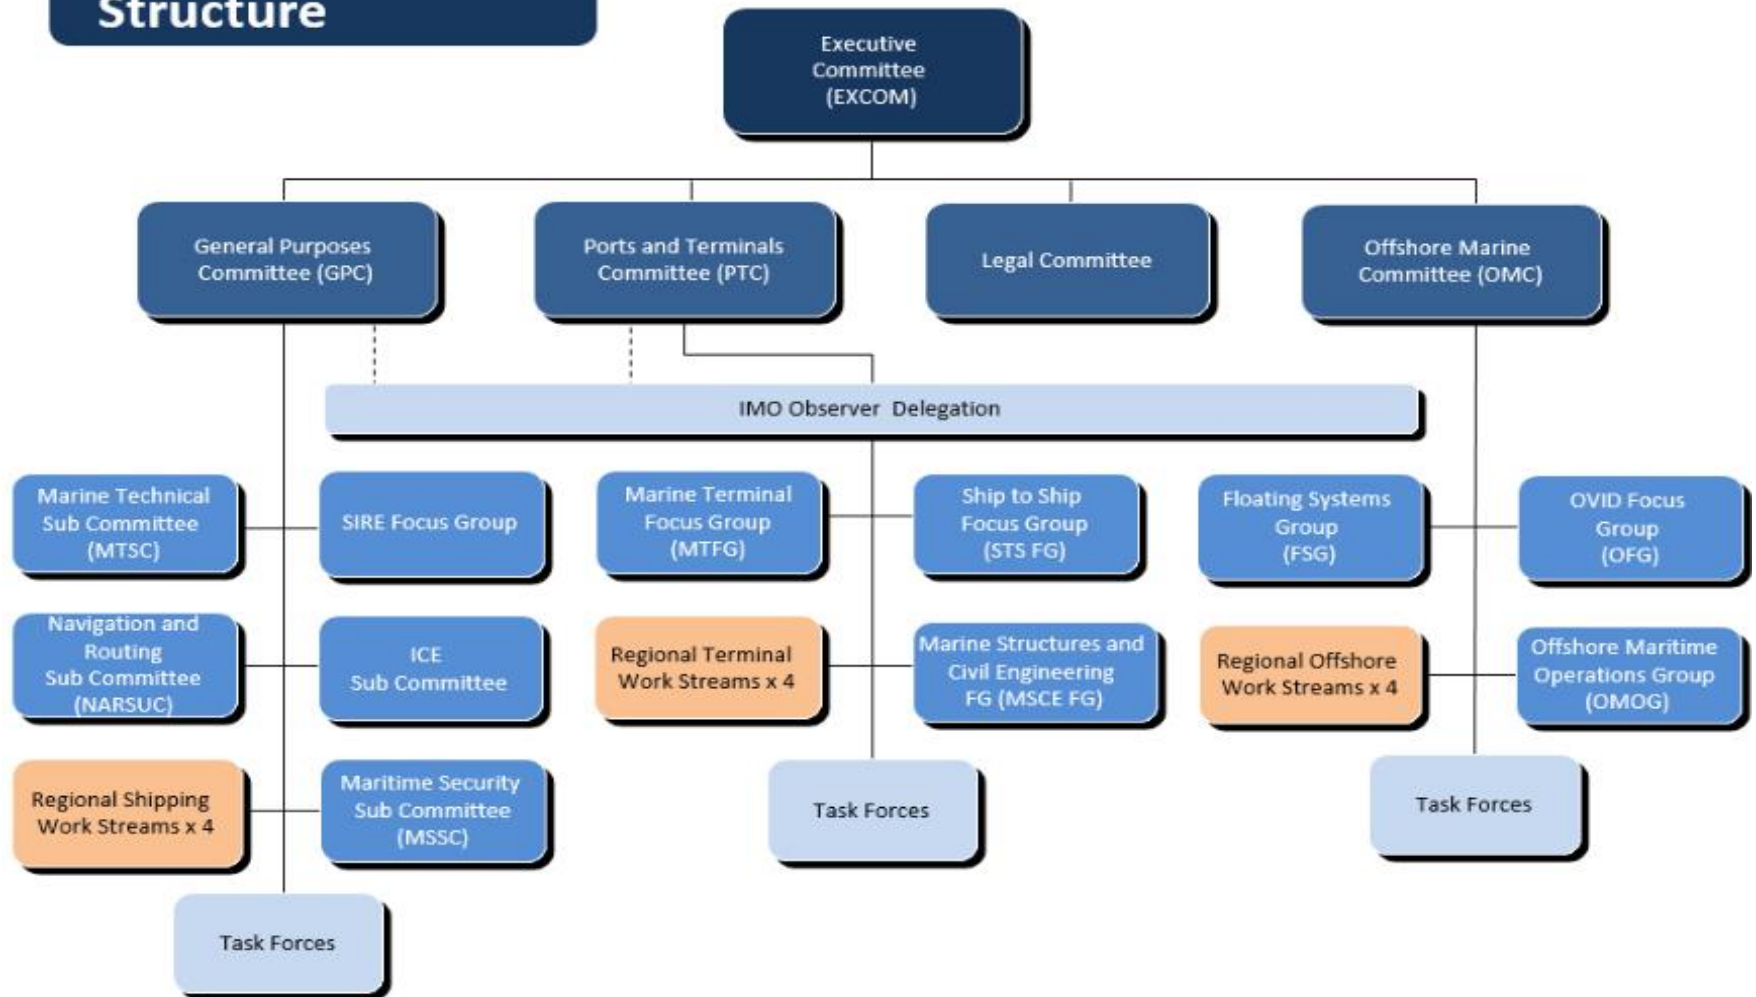 Structure
Executive
Committee
(EXCOM)
General Purposes
Committee (GPC)
Ports and Terminals
Committee (PTC)
Legal Committee
Offshore Marine
Committee (OMC)
IMO Observer Delegation
Marine Technical
Sub Committee
(MTSC)
SIRE Focus Group
Marine Terminal
Focus Group
(MTFG)
Ship to Ship
Focus Group
(STS FG)
Floating Systems
Group
(FSG)
OVID Focus
Group
(OFG)
Navigation and
Routing
Sub Committee
(NARSUC)
ICE
Sub Committee
Regional Terminal
Work Streams x 4
Marine Structures and
Civil Engineering
FG (MSCE FG)
Regional Offshore
Work Streams x 4
Offshore Maritime
Operations Group
(OMOG)
Regional Shipping
Work Streams x 4
Maritime Security
Sub Committee
(MSSC)
Task Forces
Task Forces
Task Forces